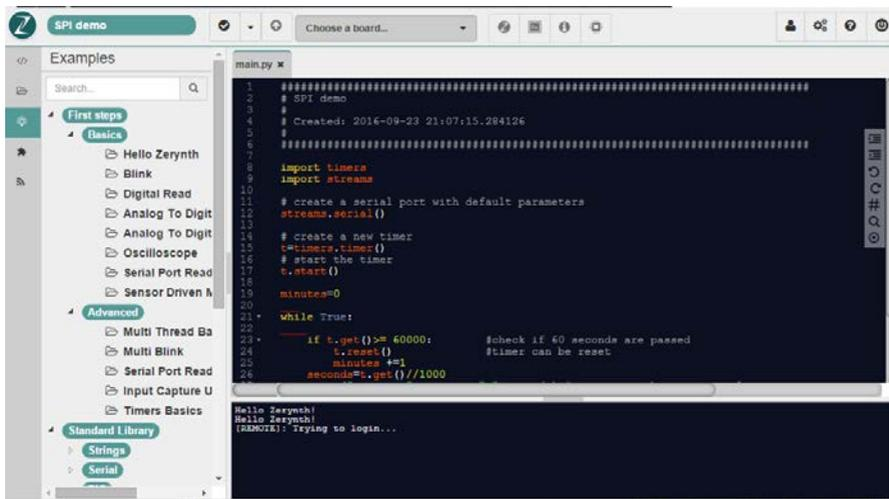 SPI demo
Choose a board...
Examples
main.py ×
Search...
First steps
Basics
Hello Zerynth
Blink
Digital Read
Analog To Digit
Analog To Digit
Oscilloscope
Serial Port Read
Sensor Driven M
Advanced
Multi Thread Ba
Multi Blink
Serial Port Read
Input Capture U
Timers Basics
Standard Library
Strings
Serial
1
2 # SPI demo
3 #
4 # Created: 2016-09-23 21:07:15.284126
5 #
6
7
8 import timers
9 import streams
10
11 # create a serial port with default parameters
12 streams.serial()
13
14 # create a new timer
15 t=timers.timer()
16 # start the timer
17 t.start()
18
19 minutes=0
20
21 while True:
22
23 if t.get()>= 60000: #check if 60 seconds are passed
24 t.reset() #timer can be reset
25 minutes +=1
26 seconds=t.get()//1000
Hello Zerynth!
Hello Zerynth!
[REMOTE]: Trying to login...